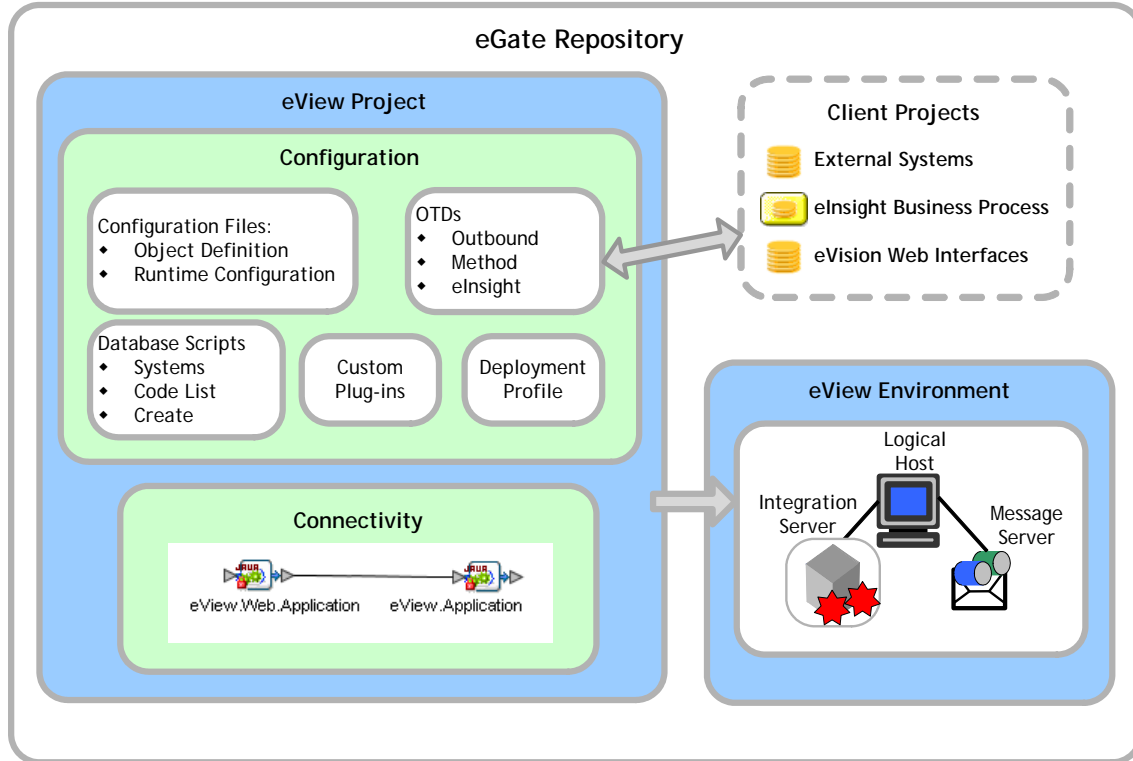 eGate Repository
eView Project
Configuration
Configuration Files:
◆ Object Definition
◆ Runtime Configuration
OTDs
◆ Outbound
◆ Method
◆ eInsight
Database Scripts
◆ Systems
◆ Code List
◆ Create
Custom
Plug-ins
Deployment
Profile
Connectivity
JAVA
JAVA
eView.Web.Application
eView.Application
Client Projects
External Systems
eInsight Business Process
eVision Web Interfaces
eView Environment
Logical
Host
Integration
Server
Message
Server